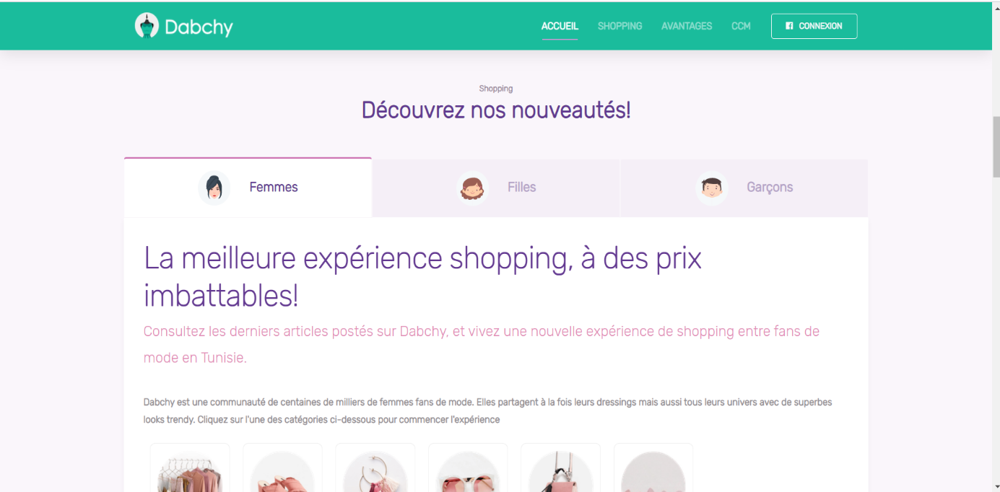 Dabchy
ACCUEIL SHOPPING AVANTAGES CCM CONNEXION
Shopping
Découvrez nos nouveautés!
Femmes Filles Garçons
La meilleure expérience shopping, à des prix
imbattables!
Consultez les derniers articles postés sur Dabchy, et vivez une nouvelle expérience de shopping entre fans de
mode en Tunisie.
Dabchy est une communauté de centaines de milliers de femmes fans de mode. Elles partagent à la fois leurs dressings mais aussi tous leurs univers avec de superbes
looks trendy. Cliquez sur l'une des catégories ci-dessous pour commencer l'expérience